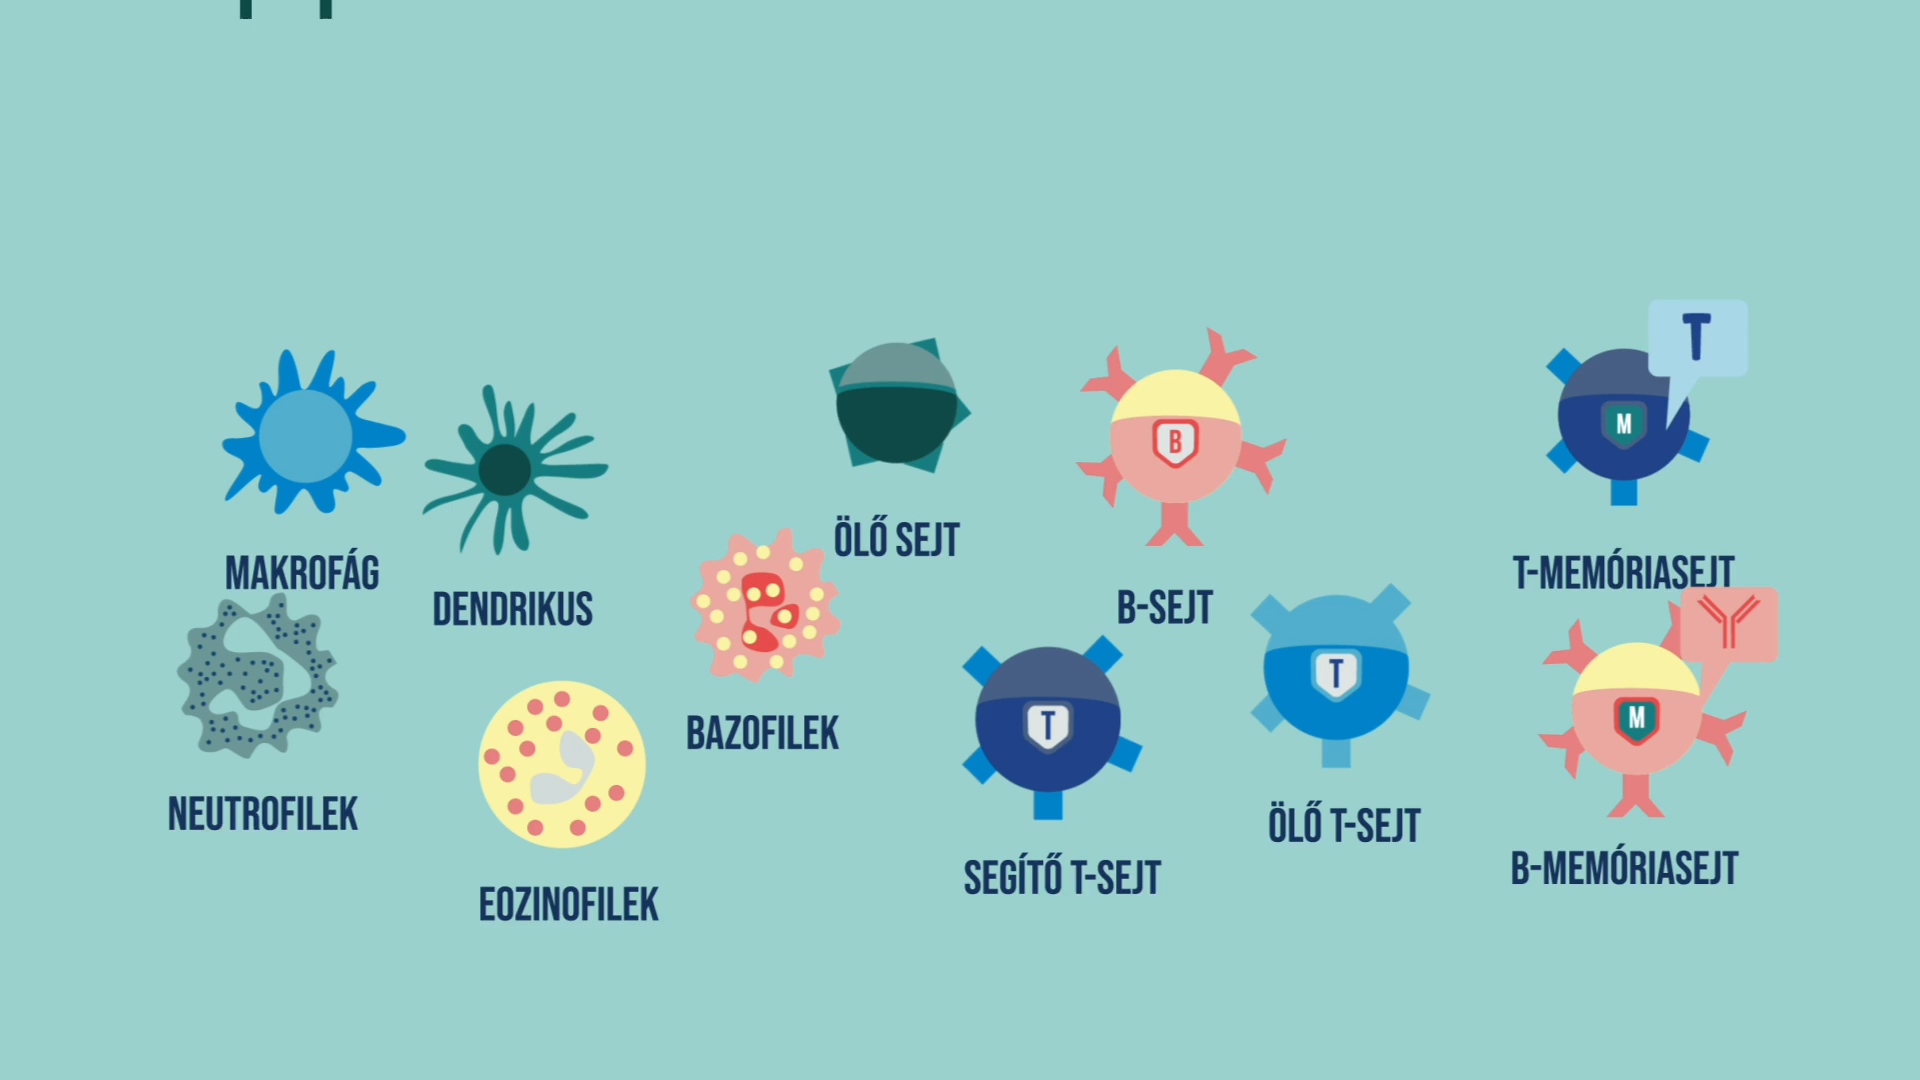 MAKROFÁG
DENDRIKUS
ÖLŐ SEJT
B
B-SEJT
T
M
T-MEMÓRIASEJT
NEUTROFILEK
EOZINOFILEK
BAZOFILEK
T
SEGÍTŐ T-SEJT
T
ÖLŐ T-SEJT
M
B-MEMÓRIASEJT